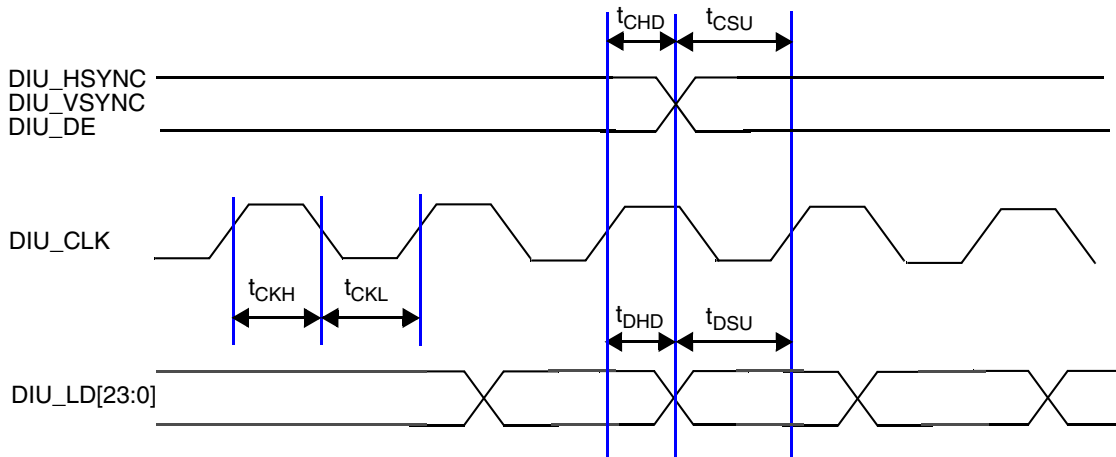 tCHD tCSU
DIU_HSYNC
DIU_VSYNC
DIU_DE
DIU_CLK
tCKH tCKL
tDHD tDSU
DIU_LD[23:0]